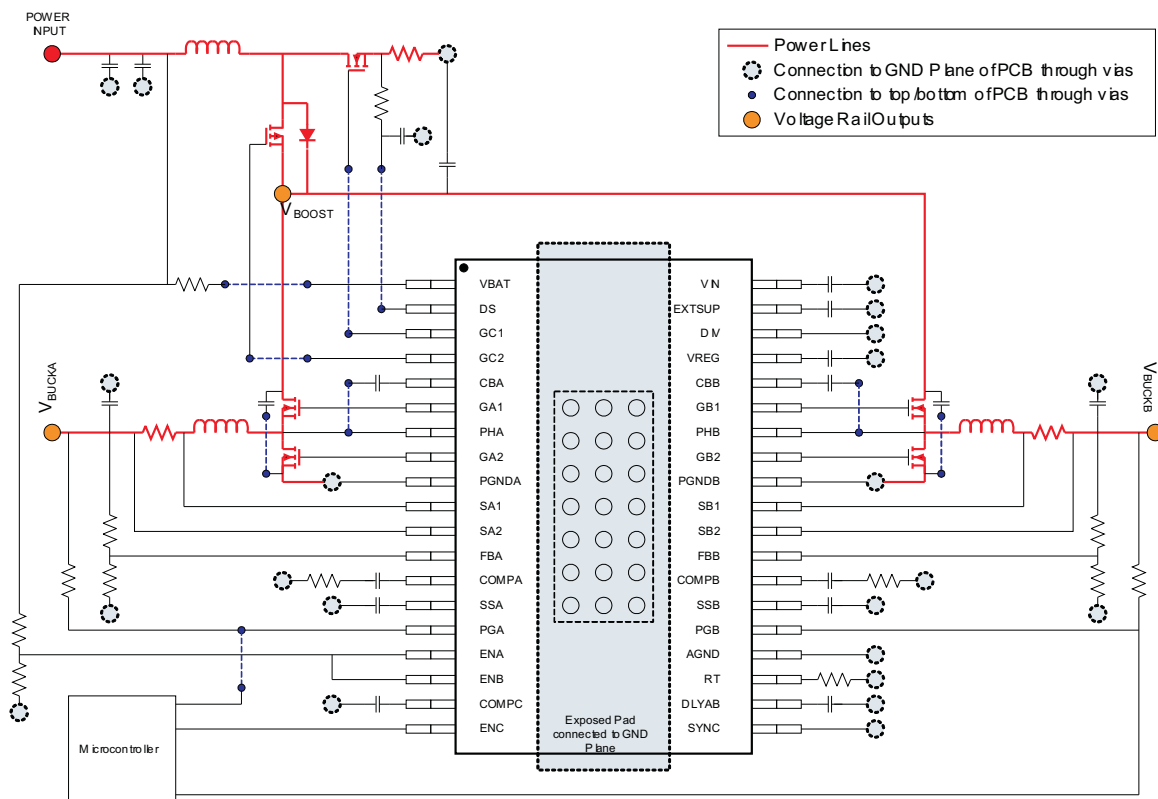 POWER
INPUT
Power Lines
Connection to GND Plane of PCB through vias
Connection to top/bottom of PCB through vias
Voltage Rail Outputs
VBOOST
VBAT
DS
GC1
GC2
CBA
GA1
PHA
GA2
PGNDA
SA1
SA2
FBA
COMPA
SSA
PGA
ENA
ENB
COMPC
ENC
VIN
EXTSUP
DIV
VREG
CBB
GB1
PHB
GB2
PGNDB
SB1
SB2
FBB
COMPB
SSB
PGB
AGND
RT
DLYAB
SYNC
VBUCKA
VBUCKB
Exposed Pad
connected to GND
Plane
Microcontroller